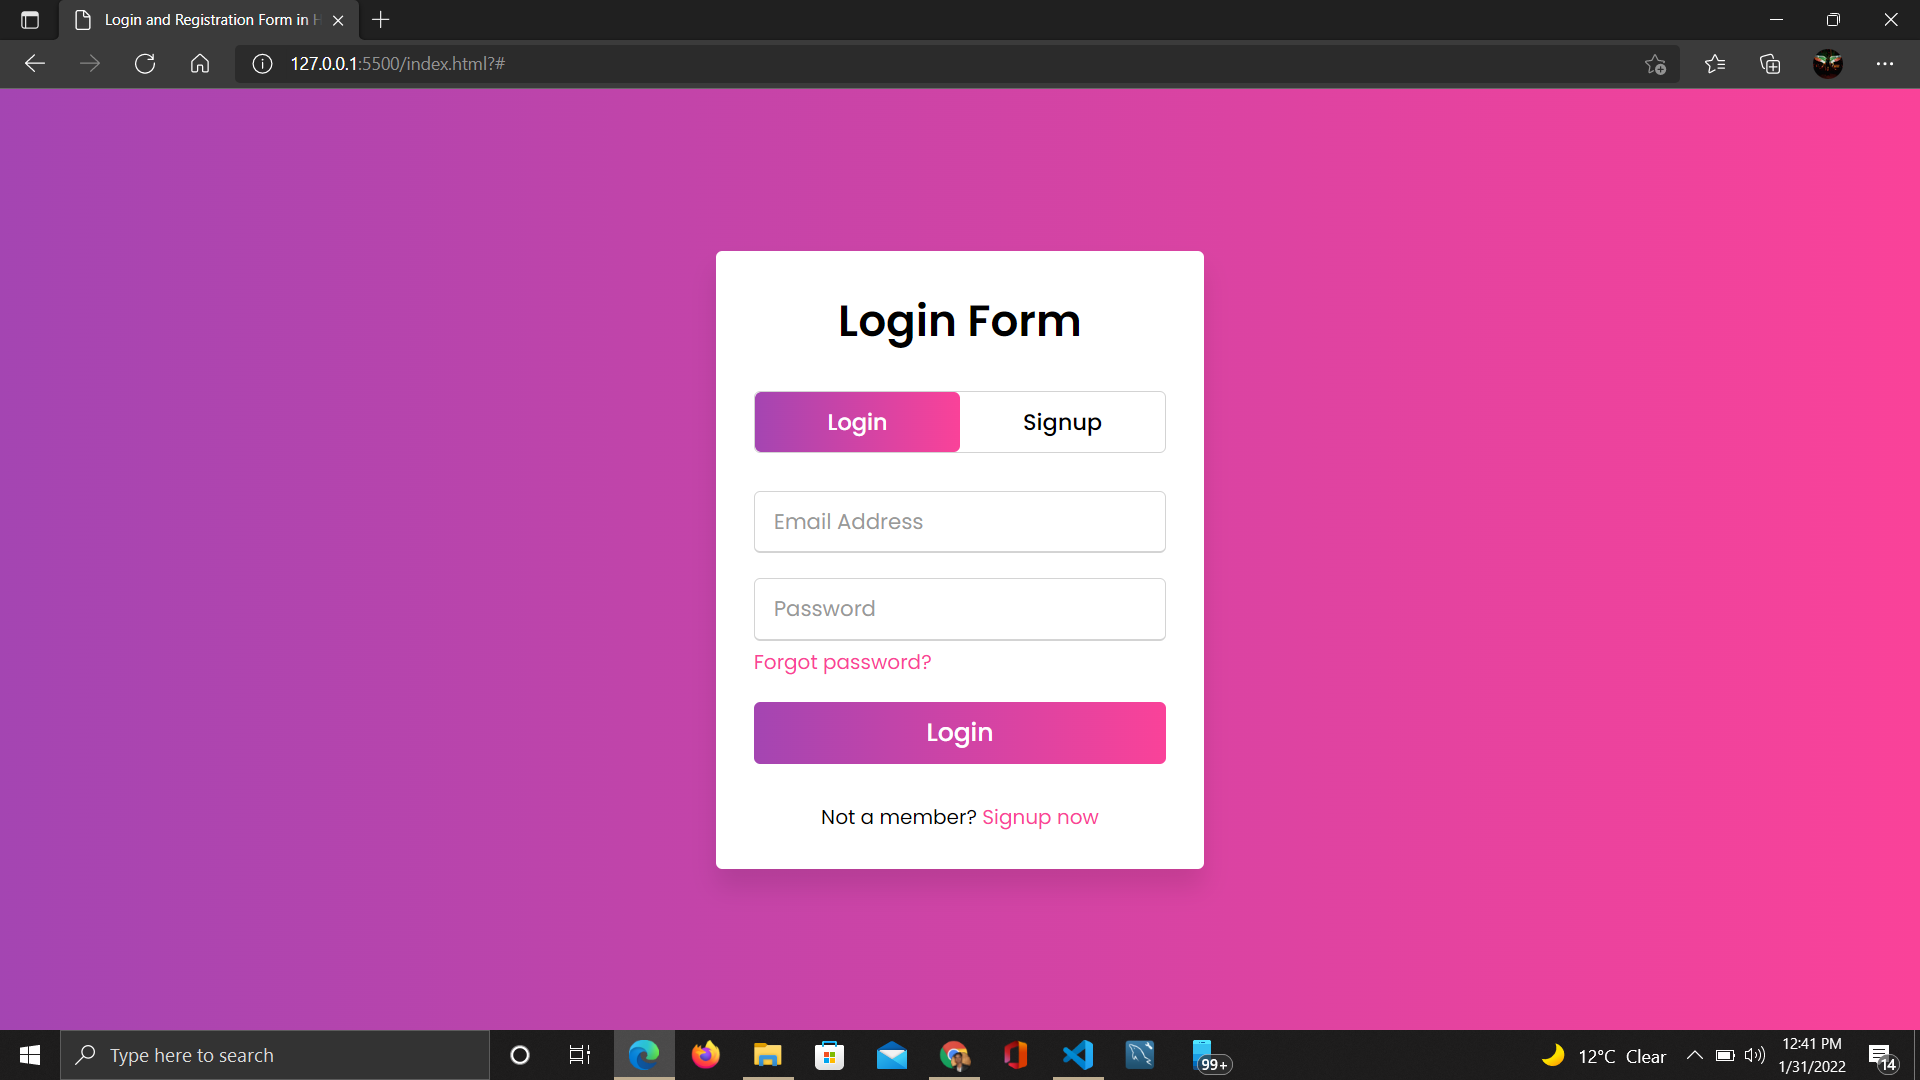 Login and Registration Form in H
127.0.0.1:5500/index.html?#
Login Form
Login
Signup
Email Address
Password
Forgot password?
Login
Not a member? Signup now
Type here to search
99+
12°C Clear
12:41 PM
1/31/2022
14